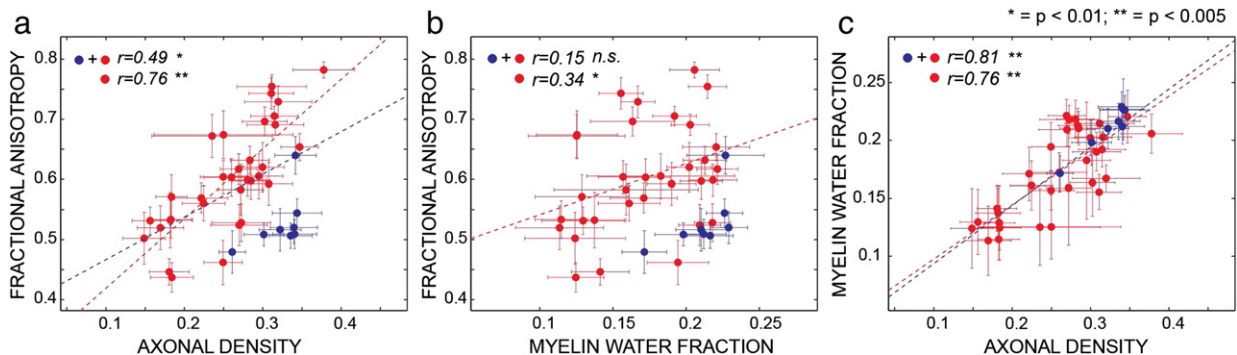 * = p < 0.01; ** = p < 0.005
a
+ r=0.49 *
r=0.76 **
FRACTIONAL ANISOTROPY
0.8
0.7
0.6
0.5
0.4
0.1 0.2 0.3 0.4
AXONAL DENSITY
b
+ r=0.15 n.s.
r=0.34 *
FRACTIONAL ANISOTROPY
0.8
0.7
0.6
0.5
0.4
0.1 0.15 0.2 0.25
MYELIN WATER FRACTION
c
+ r=0.81 **
r=0.76 **
MYELIN WATER FRACTION
0.25
0.2
0.15
0.1
0.1 0.2 0.3 0.4
AXONAL DENSITY